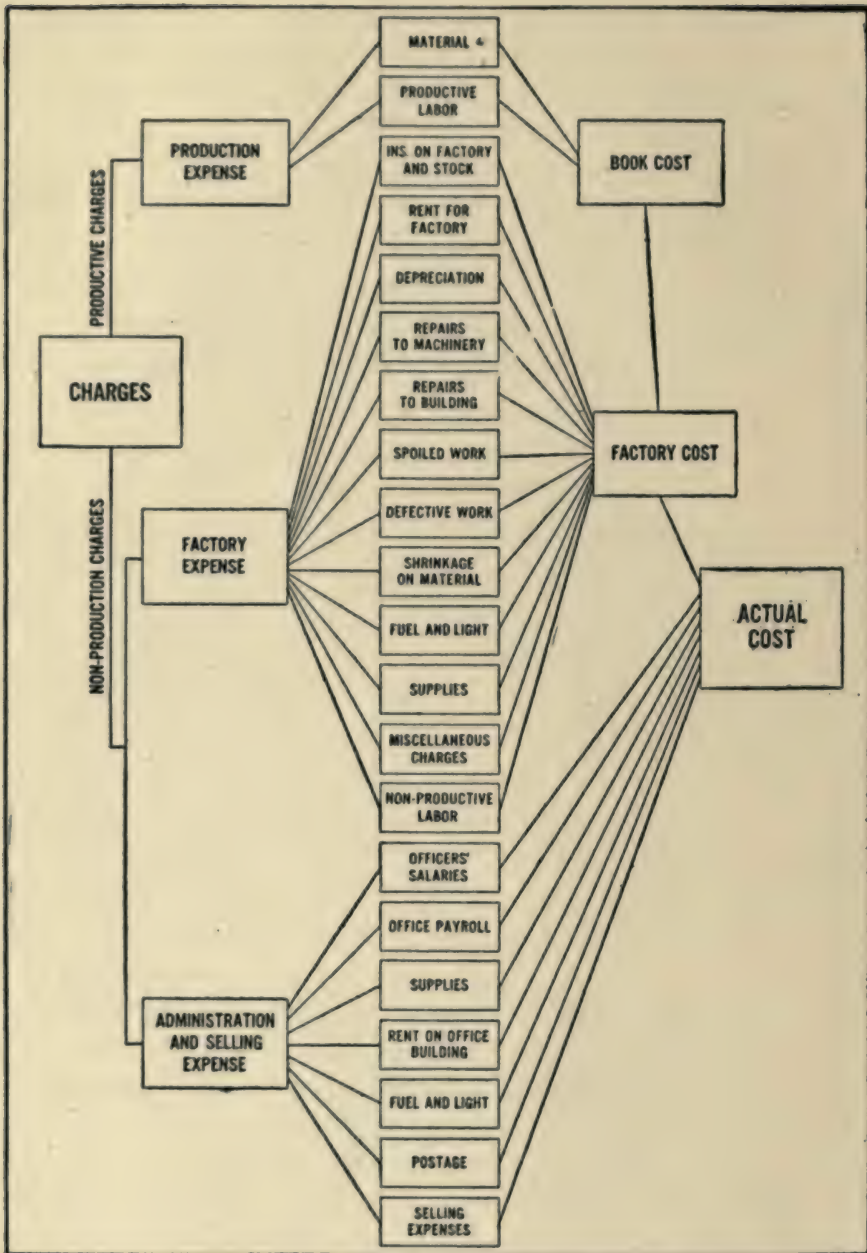 PRODUCTIVE CHARGES
CHARGES
NON-PRODUCTION CHARGES
PRODUCTION
EXPENSE
FACTORY
EXPENSE
ADMINISTRATION
AND SELLING
EXPENSE
MATERIAL
PRODUCTIVE
LABOR
INS. ON FACTORY
AND STOCK
RENT FOR
FACTORY
DEPRECIATION
REPAIRS
TO MACHINERY
REPAIRS
TO BUILDING
SPOILED WORK
DEFECTIVE WORK
SHRINKAGE
ON MATERIAL
FUEL AND LIGHT
SUPPLIES
MISCELLANEOUS
CHARGES
NON-PRODUCTIVE
LABOR
OFFICERS'
SALARIES
OFFICE PAYROLL
SUPPLIES
RENT ON OFFICE
BUILDING
FUEL AND LIGHT
POSTAGE
SELLING
EXPENSES
BOOK COST
FACTORY COST
ACTUAL
COST